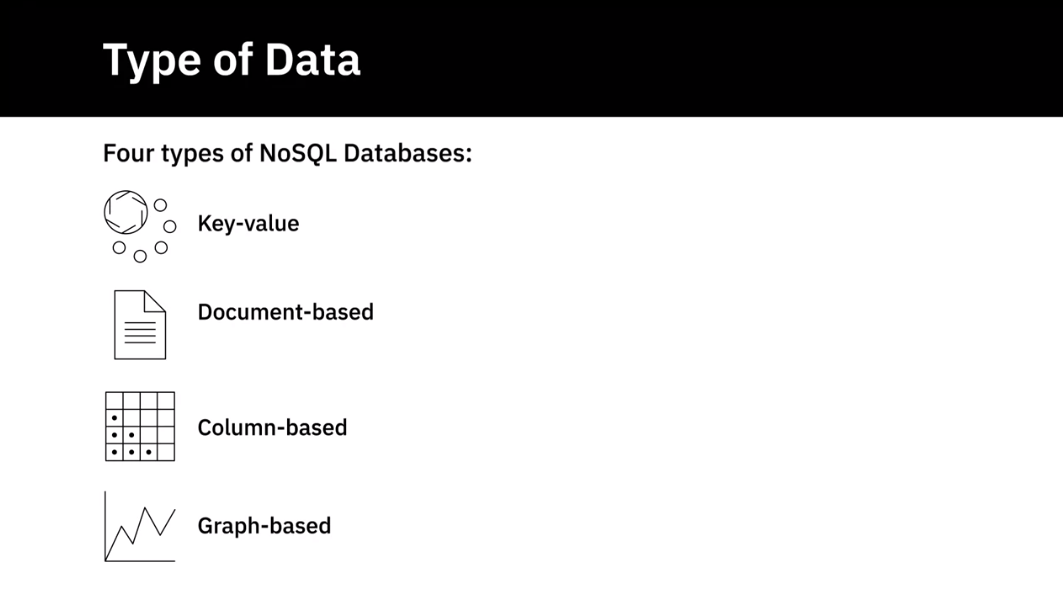 Type of Data
Four types of NoSQL Databases:
Key-value
Document-based
Column-based
Graph-based